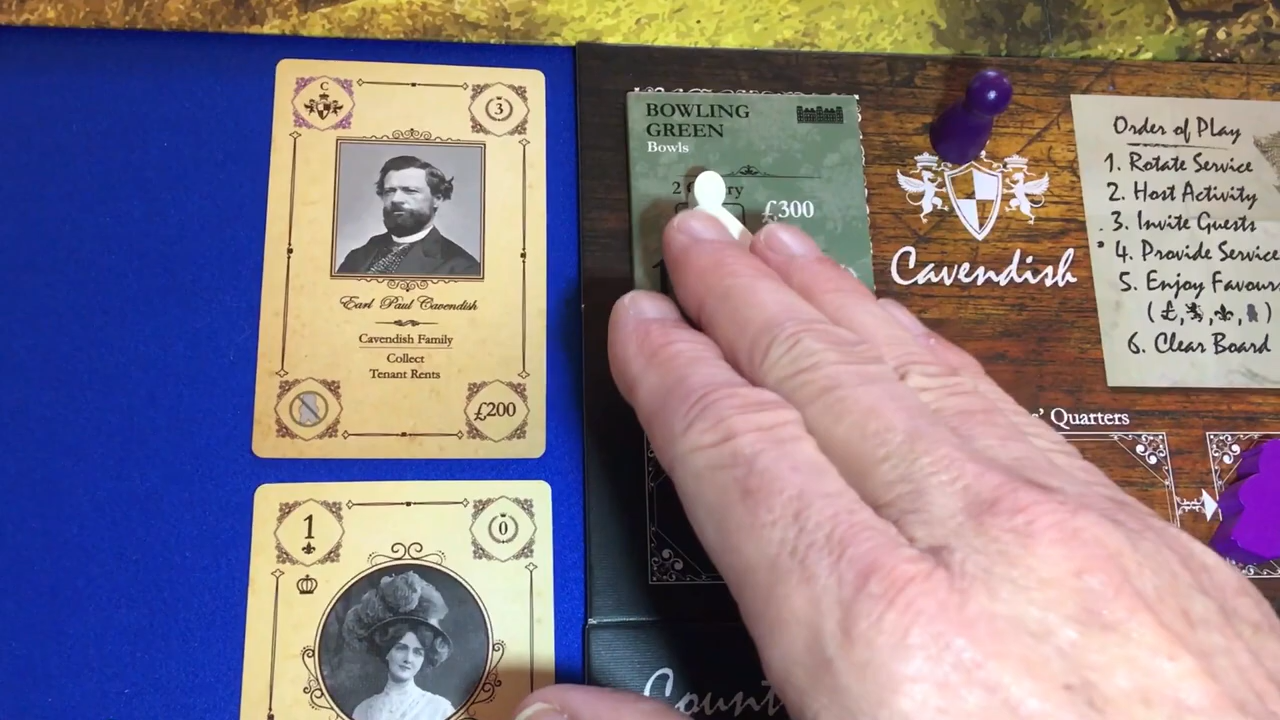 C
3
Earl Paul Cavendish
Cavendish Family
Collect
Tenant Rents
£200
1
0
BOWLING
GREEN
Bowls
2
£300
Cavendish
Order of Play
1. Rotate Service
2. Host Activity
3. Invite Guests
4. Provide Service
5. Enjoy Favours
(£, , , )
6. Clear Board
Quarters